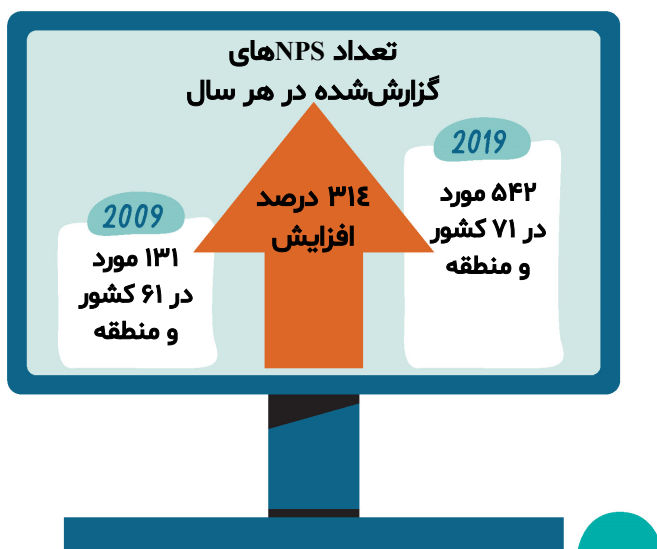 تعداد NPSهای
گزارش‌شده در هر سال
2019
۵۴۲ مورد
در ۷۱ کشور
و منطقه
۳۱٤ درصد
افزایش
2009
۱۳۱ مورد
در ۶۱ کشور
و منطقه